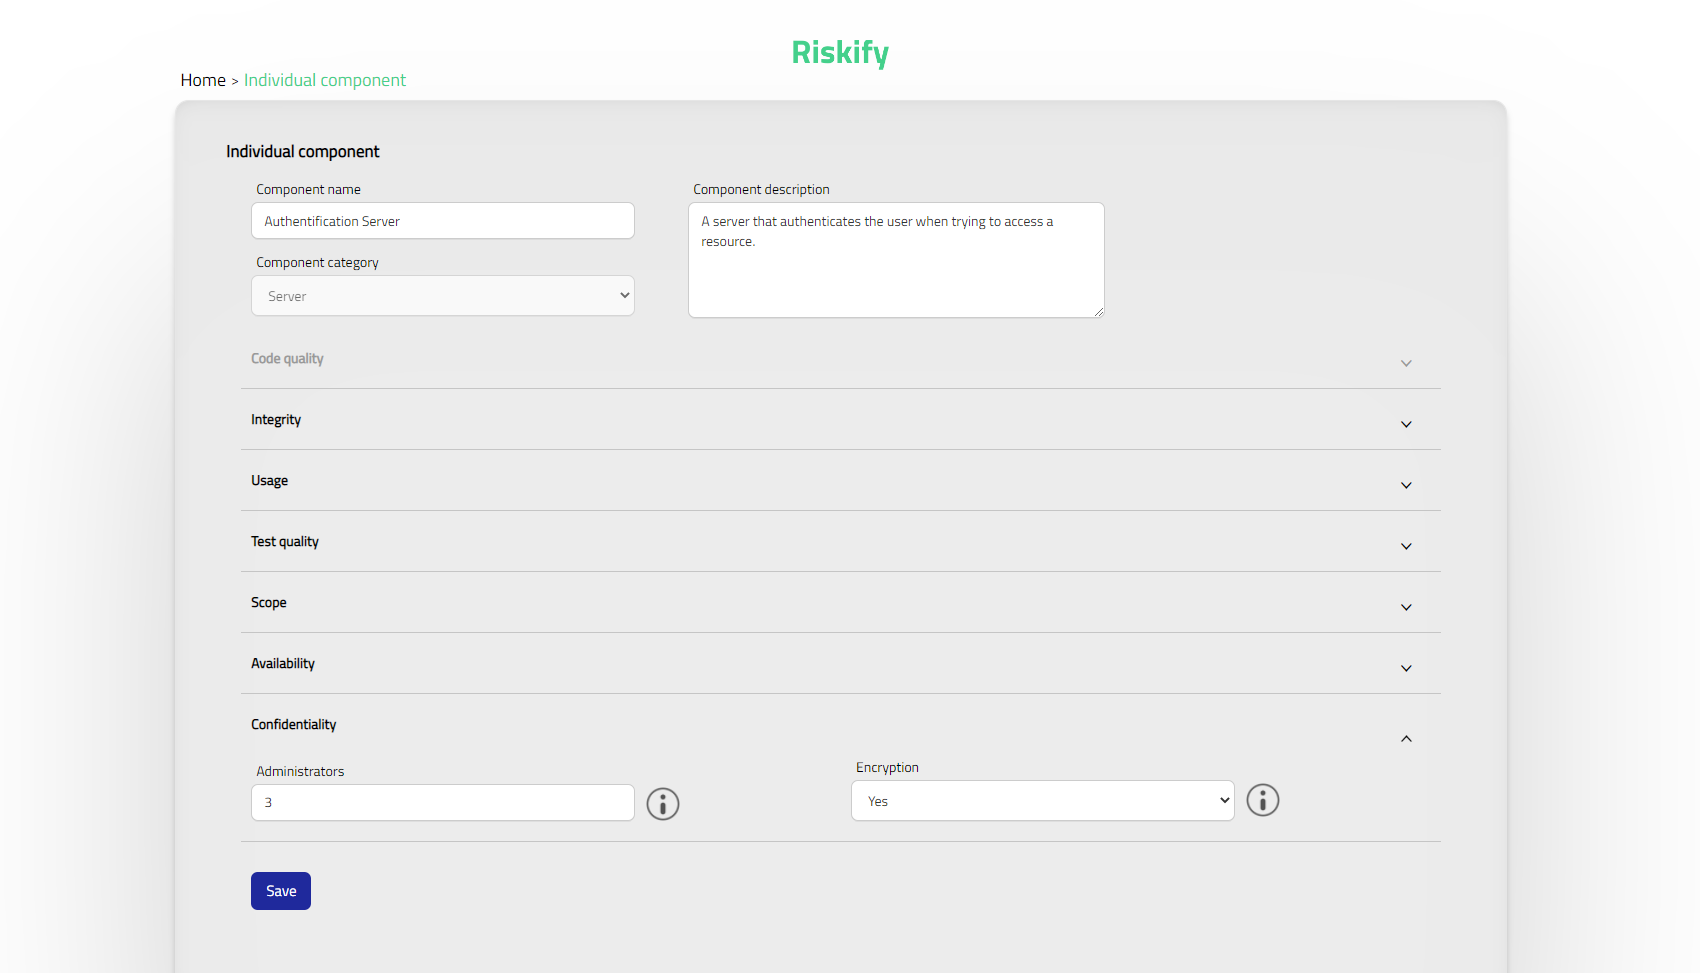 Riskify
Home > Individual component
Individual component
Component name
Authentification Server
Component category
Server
Component description
A server that authenticates the user when trying to access a
resource.
Code quality
Integrity
Usage
Test quality
Scope
Availability
Confidentiality
Administrators
3
Encryption
Yes
Save